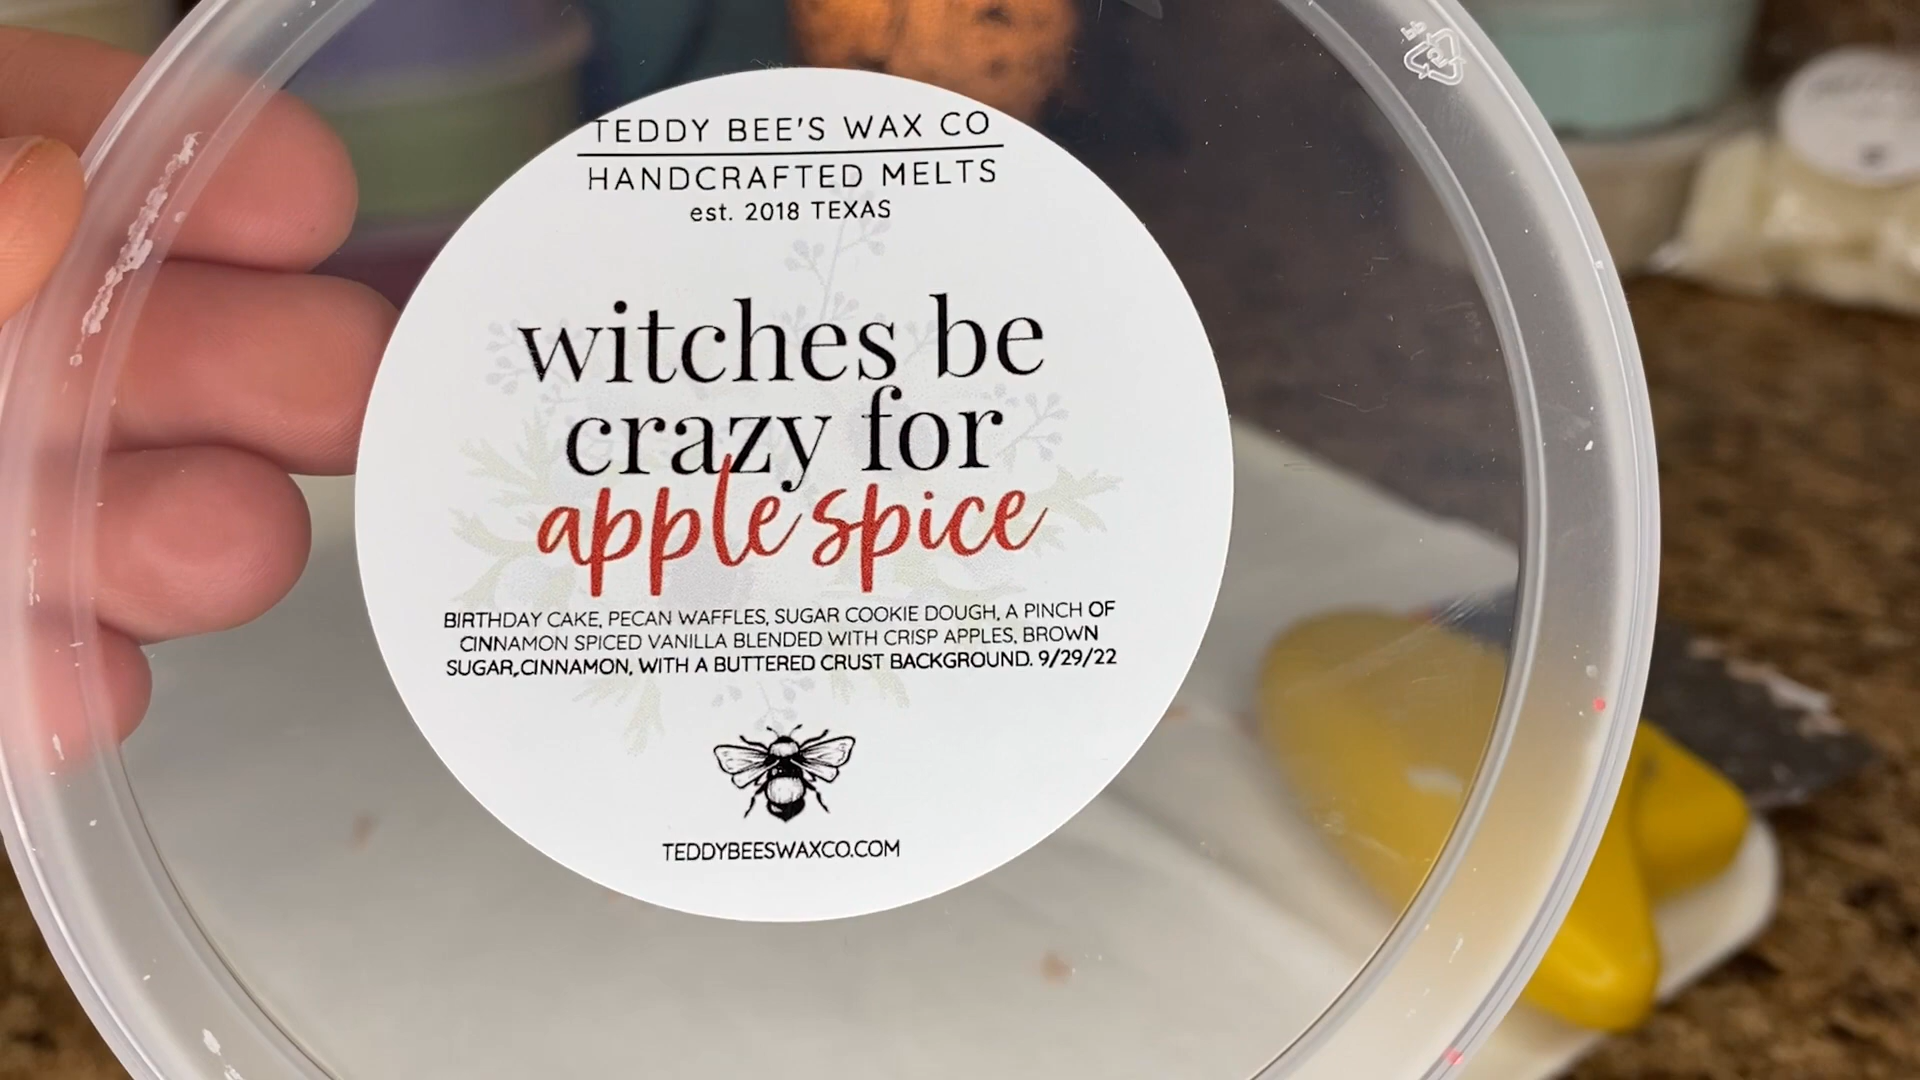 TEDDY BEE'S WAX CO
HANDCRAFTED MELTS
est. 2018 TEXAS
witches be
crazy for
apple spice
BIRTHDAY CAKE, PECAN WAFFLES, SUGAR COOKIE DOUGH, A PINCH OF
CINNAMON SPICED VANILLA BLENDED WITH CRISP APPLES, BROWN
SUGAR,CINNAMON, WITH A BUTTERED CRUST BACKGROUND. 9/29/22
TEDDYBEESWAXCO.COM